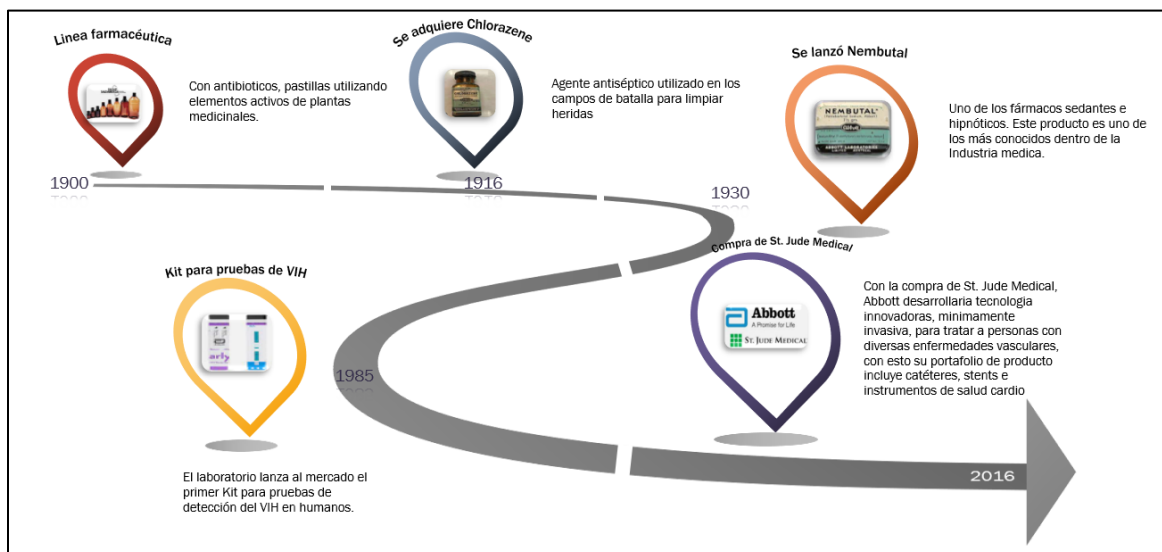 Linea farmacéutica
Con antibioticos, pastillas utilizando
elementos activos de plantas
medicinales.
Se adquiere Chlorazene
Agente antiséptico utilizado en los
campos de batalla para limpiar
heridas
Se lanzó Nembutal
NEMBUTAL
ABBOTT LABORATORIES
Uno de los fármacos sedantes e
hipnóticos. Este producto es uno de
los más conocidos dentro de la
Industria medica.
1900
1916
1930
Kit para pruebas de VIH
El laboratorio lanza al mercado el
primer Kit para pruebas de
detección del VIH en humanos.
1985
Compra de St. Jude Medical
Abbott
A Promise for Life
ST. JUDE MEDICAL
Con la compra de St. Jude Medical,
Abbott desarrollaria tecnologia
innovadoras, minimamente
invasiva, para tratar a personas con
diversas enfermedades vasculares,
con esto su portafolio de producto
incluye catéteres, stents e
instrumentos de salud cardio
2016